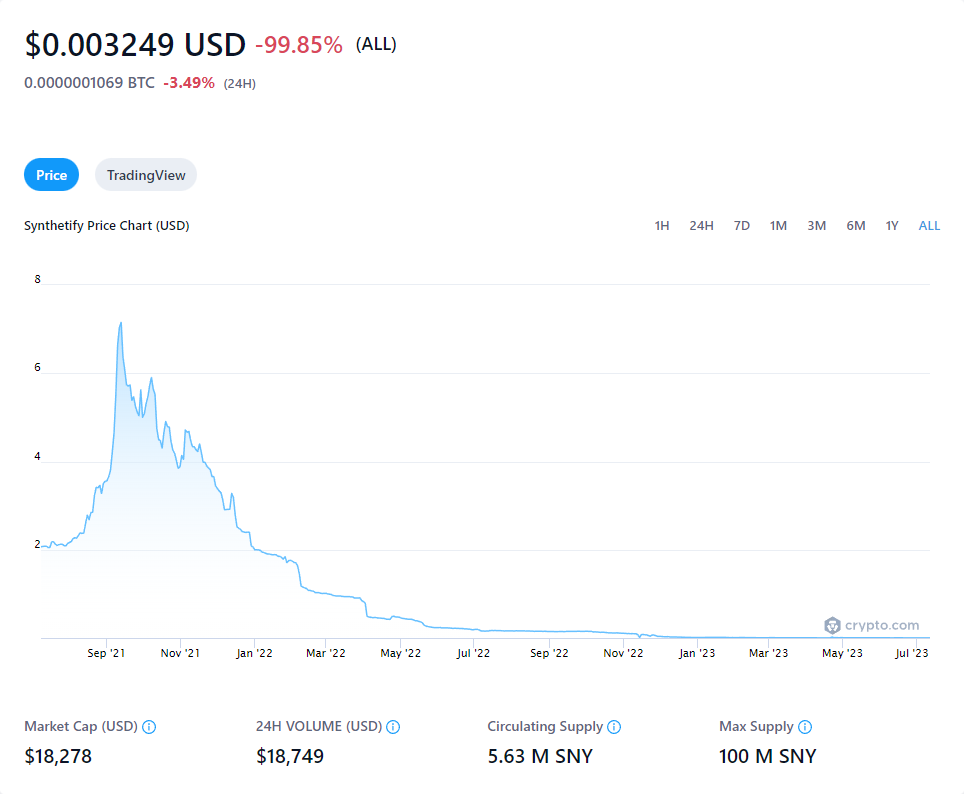 $0.003249 USD -99.85% (ALL)
0.0000001069 BTC -3.49% (24H)
Price TradingView
Synthetify Price Chart (USD) 1H 24H 7D 1M 3M 6M 1Y ALL
8
6
4
2
crypto.com
Sep '21 Nov '21 Jan '22 Mar '22 May '22 Jul '22 Sep '22 Nov '22 Jan '23 Mar '23 May '23 Jul '23
Market Cap (USD) 24H VOLUME (USD) Circulating Supply Max Supply
$18,278 $18,749 5.63 M SNY 100 M SNY